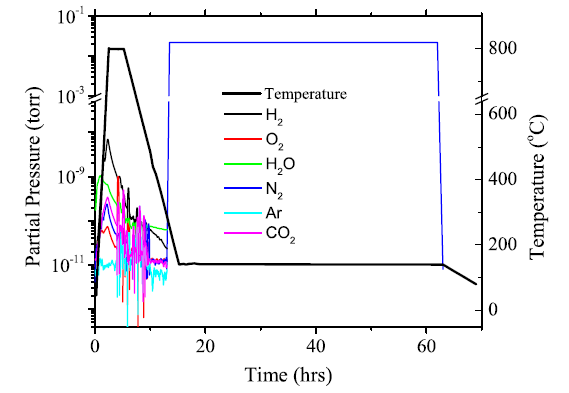 10⁻¹
10⁻³
10⁻⁹
10⁻¹¹
Partial Pressure (torr)
800
600
400
200
0
Temperature (°C)
Temperature
H₂
O₂
H₂O
N₂
Ar
CO₂
0 20 40 60
Time (hrs)